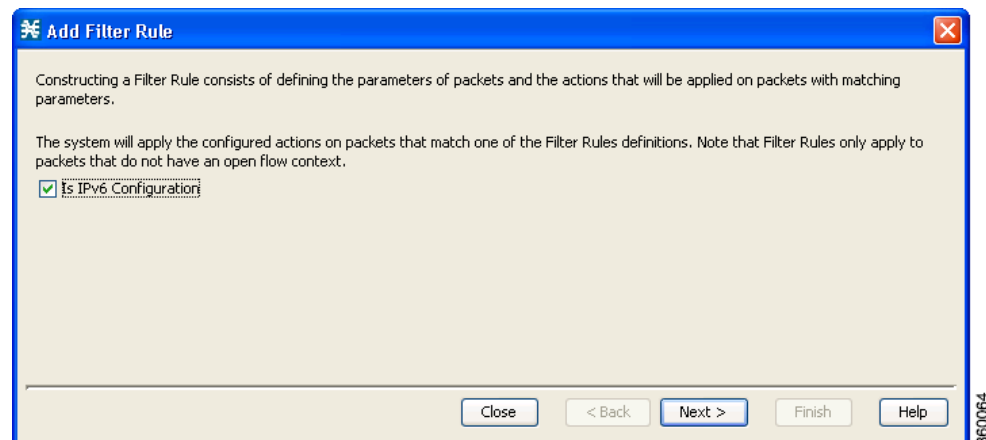 Add Filter Rule
Constructing a Filter Rule consists of defining the parameters of packets and the actions that will be applied on packets with matching
parameters.
The system will apply the configured actions on packets that match one of the Filter Rules definitions. Note that Filter Rules only apply to
packets that do not have an open flow context.
Is IPv6 Configuration
Close
< Back
Next >
Finish
Help
360064